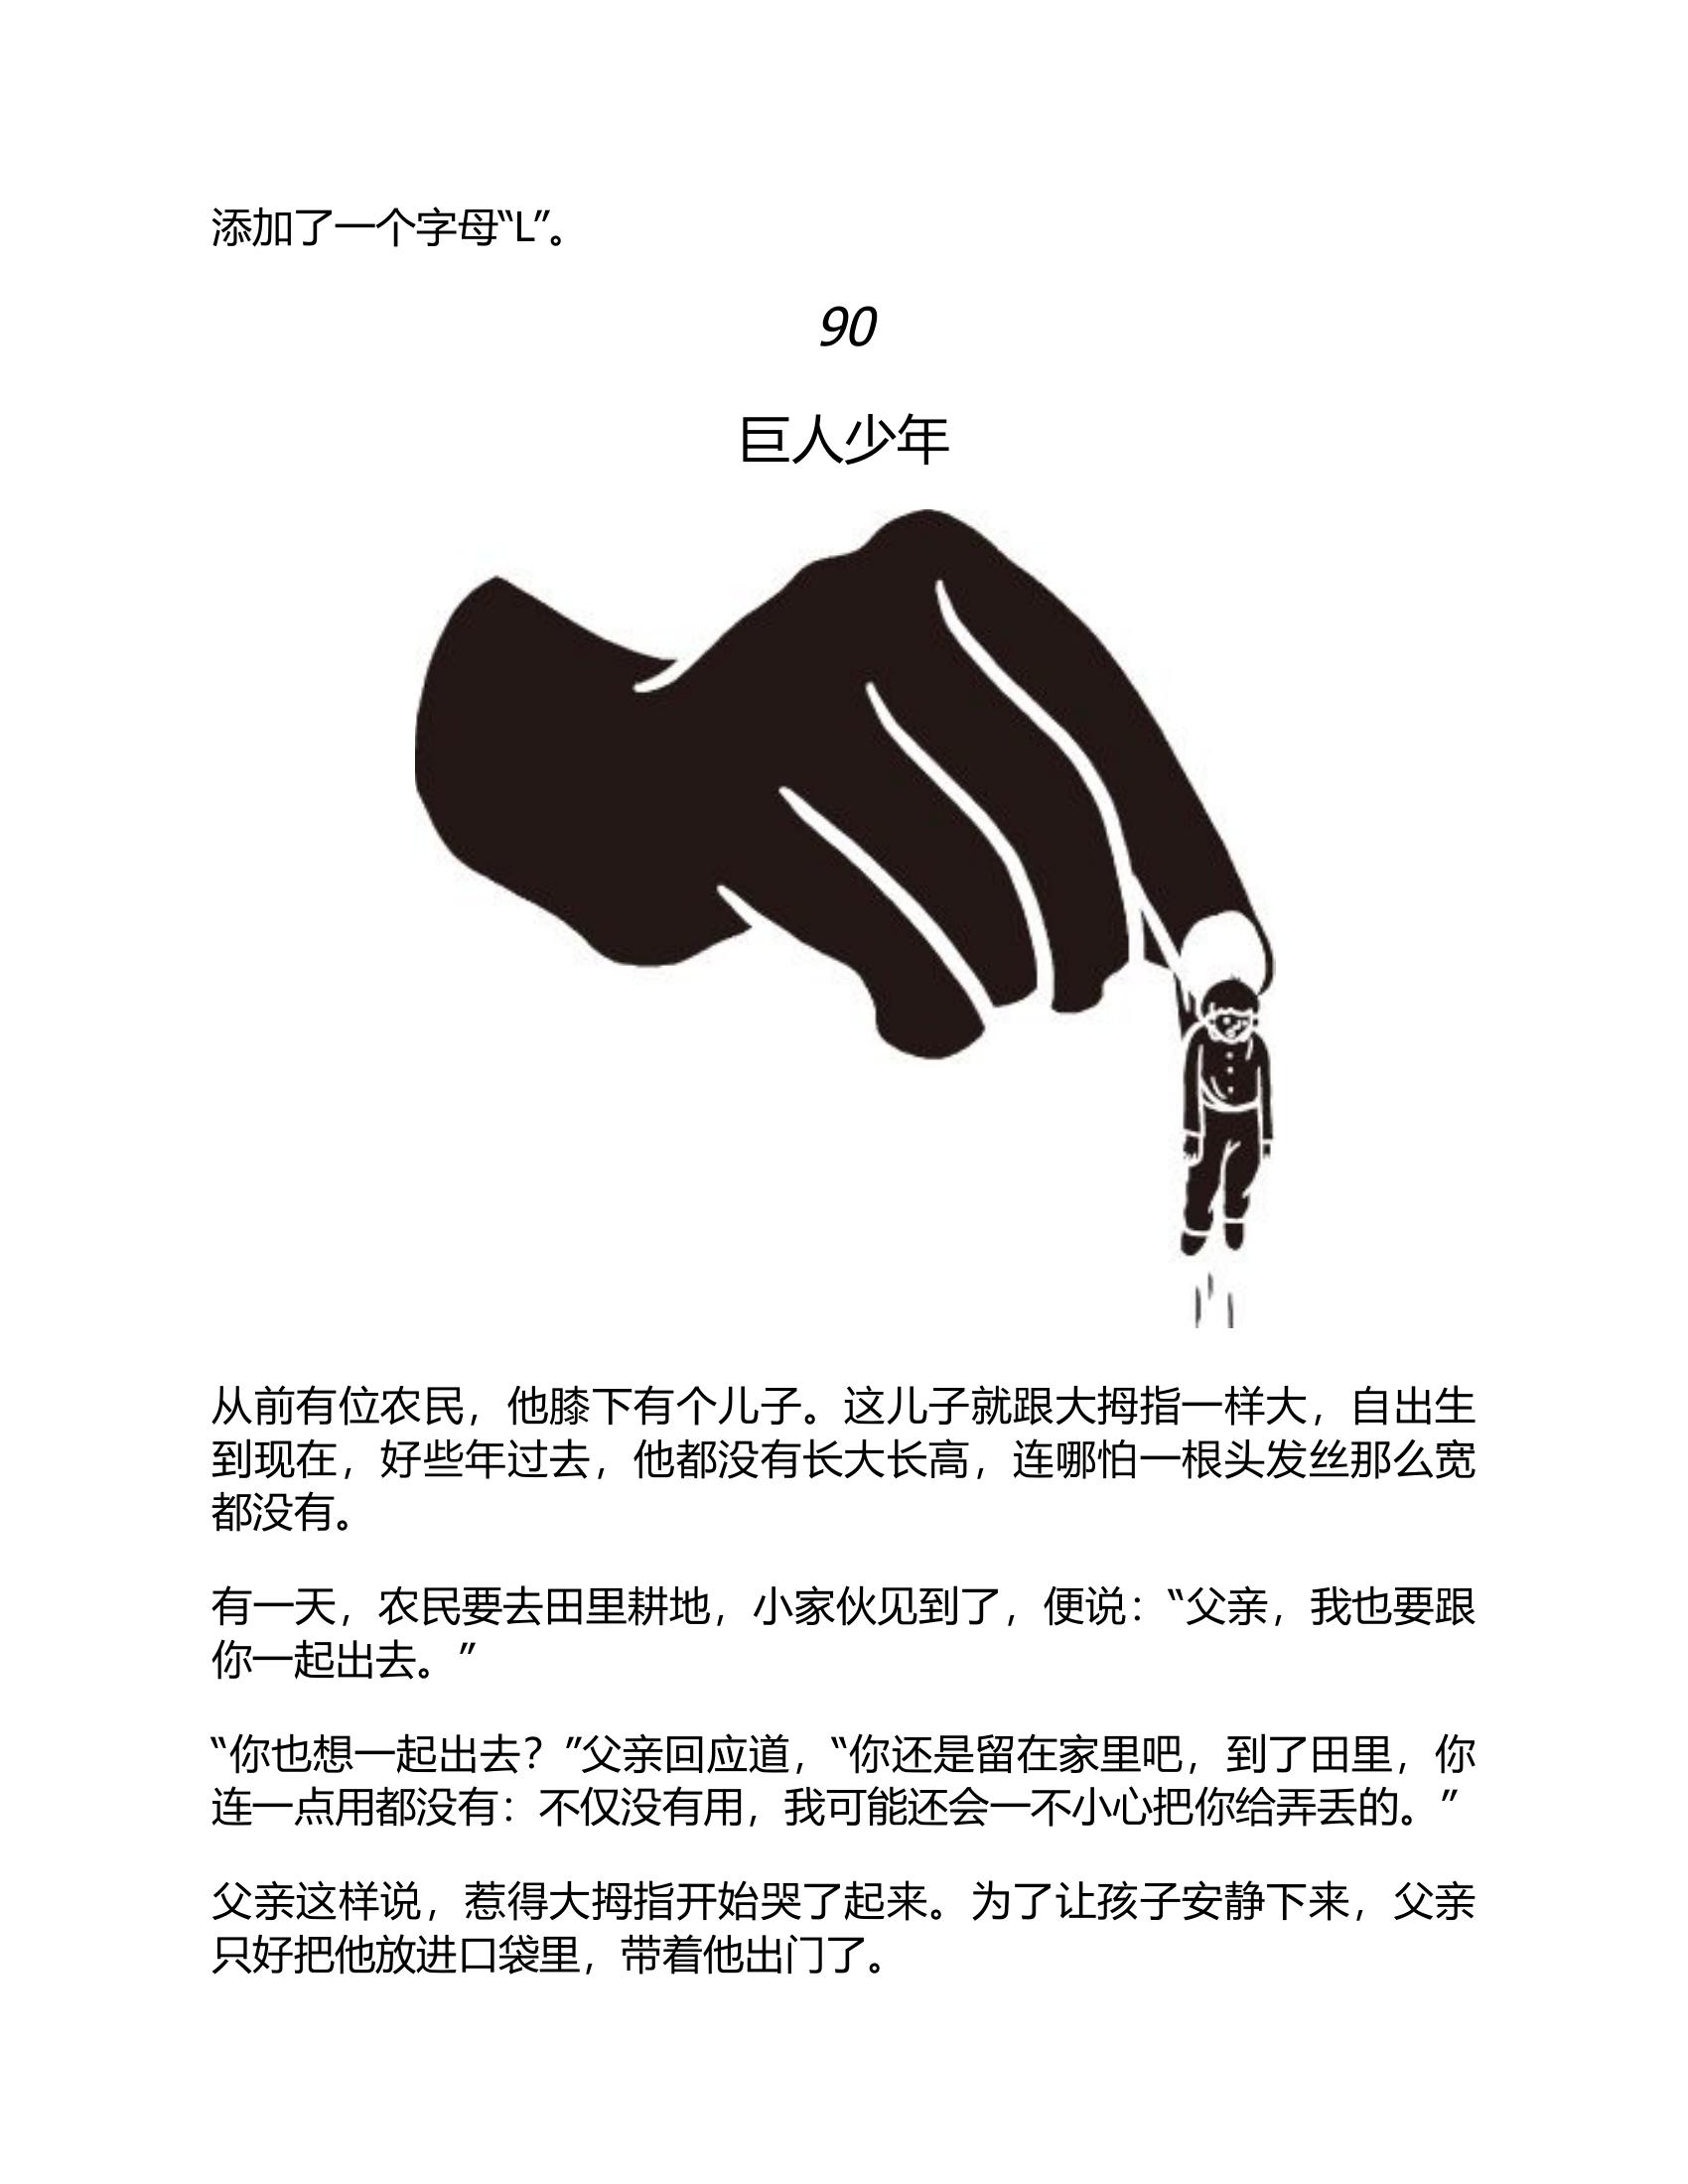 添加了一个字母“L”。
90
巨人少年
从前有位农民，他膝下有个儿子。这儿子就跟大拇指一样大，自出生
到现在，好些年过去，他都没有长大长高，连哪怕一根头发丝那么宽
都没有。
有一天，农民要去田里耕地，小家伙见到了，便说：“父亲，我也要跟
你一起出去。”
“你也想一起出去？”父亲回应道，“你还是留在家里吧，到了田里，你
连一点用都没有：不仅没有用，我可能还会一不小心把你给弄丢的。”
父亲这样说，惹得大拇指开始哭了起来。为了让孩子安静下来，父亲
只好把他放进口袋里，带着他出门了。